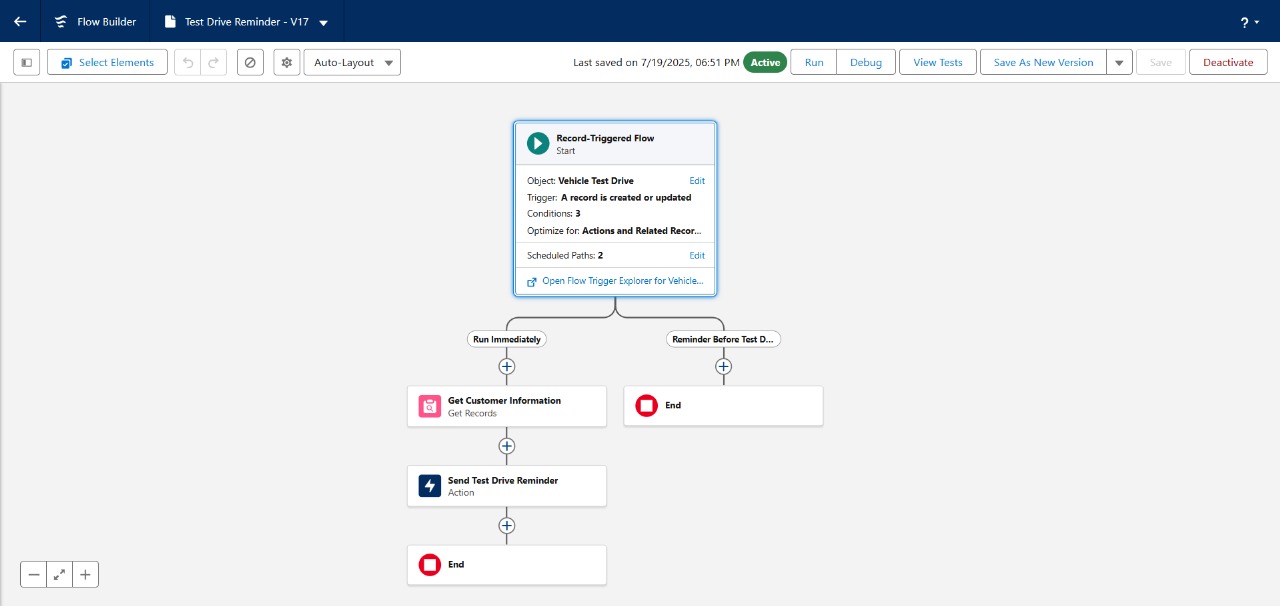 Flow Builder
Test Drive Reminder - V17
?
Select Elements
Auto-Layout
Last saved on 7/19/2025, 06:51 PM
Active
Run
Debug
View Tests
Save As New Version
Save
Deactivate
Record-Triggered Flow
Start
Object: Vehicle Test Drive
Edit
Trigger: A record is created or updated
Conditions: 3
Optimize for: Actions and Related Recor...
Scheduled Paths: 2
Edit
Open Flow Trigger Explorer for Vehicle...
Run Immediately
Reminder Before Test D...
Get Customer Information
Get Records
End
Send Test Drive Reminder
Action
End